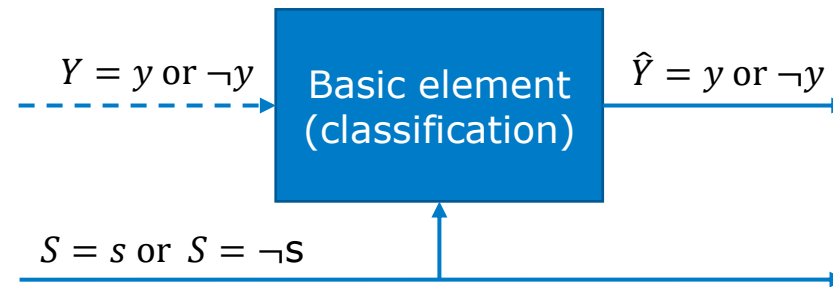 Y = y or ¬y
Basic element
(classification)
Ŷ = y or ¬y
S = s or S = ¬s